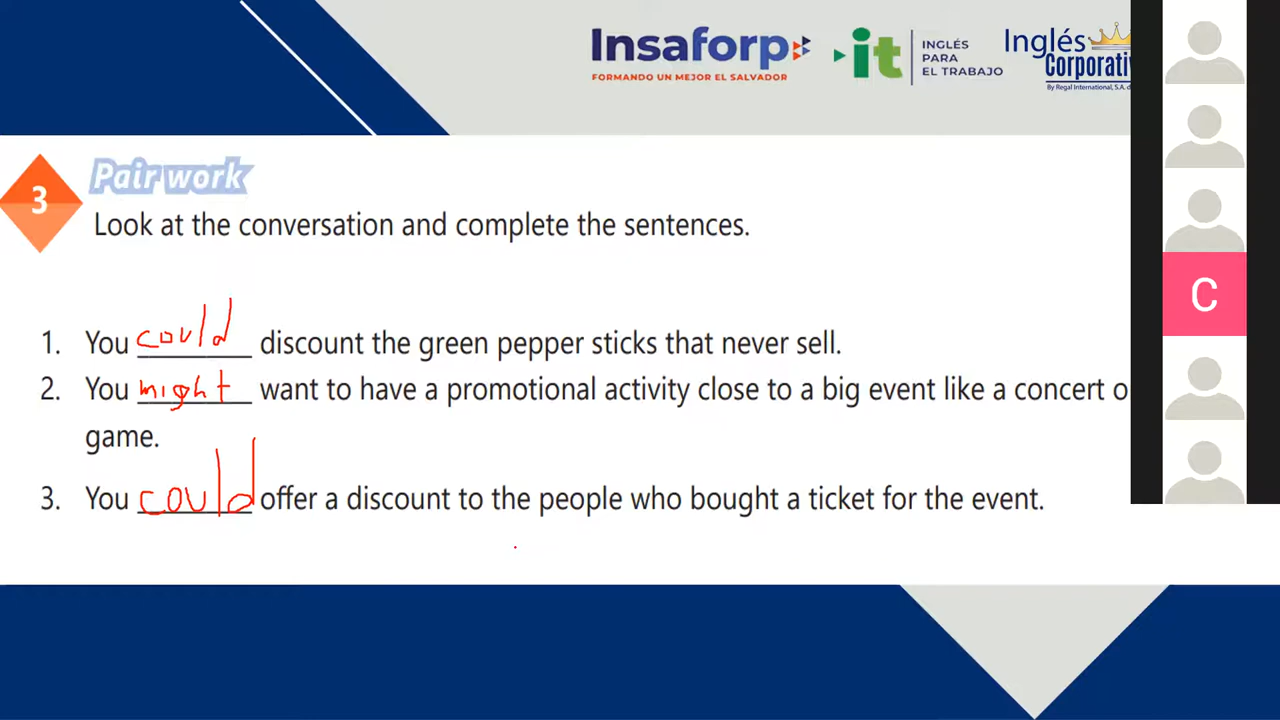 Insaforp
FORMANDO UN MEJOR EL SALVADOR
it
INGLÉS
PARA
EL TRABAJO
Inglés
By Regal International, S.A.
3
Pair work
Look at the conversation and complete the sentences.
1. You could discount the green pepper sticks that never sell.
2. You might want to have a promotional activity close to a big event like a concert o
game.
3. You could offer a discount to the people who bought a ticket for the event.
C